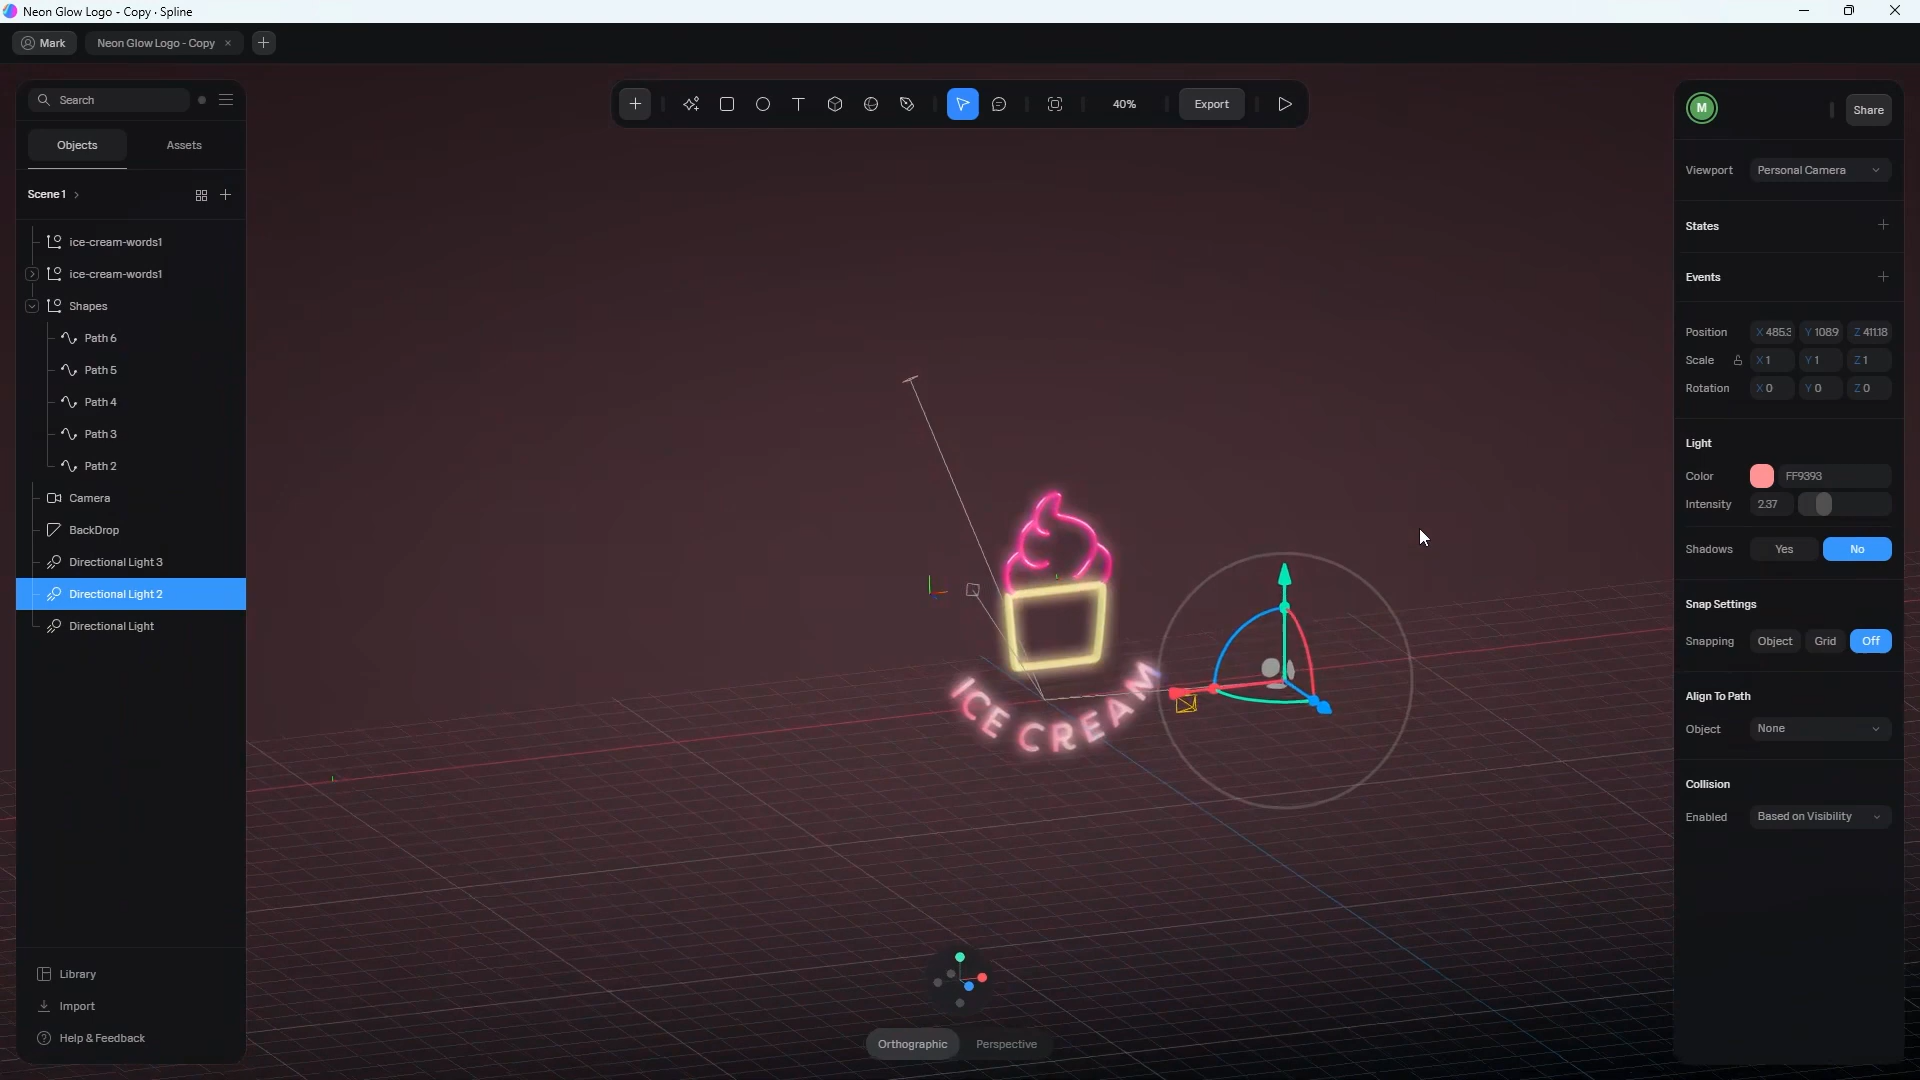 Neon Glow Logo - Copy · Spline
Mark
Neon Glow Logo - Copy
Search
40%
Export
M
Share
Objects
Assets
Scene 1
ice-cream-words1
ice-cream-words1
Shapes
Path 6
Path 5
Path 4
Path 3
Path 2
Camera
BackDrop
Directional Light 3
Directional Light 2
Directional Light
Library
Import
Help & Feedback
ICE CREAM
Orthographic
Perspective
Viewport
Personal Camera
States
Events
Position X 485.3 Y 108.9 Z 411.18
Scale X 1 Y 1 Z 1
Rotation X 0 Y 0 Z 0
Light
Color FF9393
Intensity 2.37
Shadows Yes No
Snap Settings
Snapping Object Grid Off
Align To Path
Object None
Collision
Enabled Based on Visibility